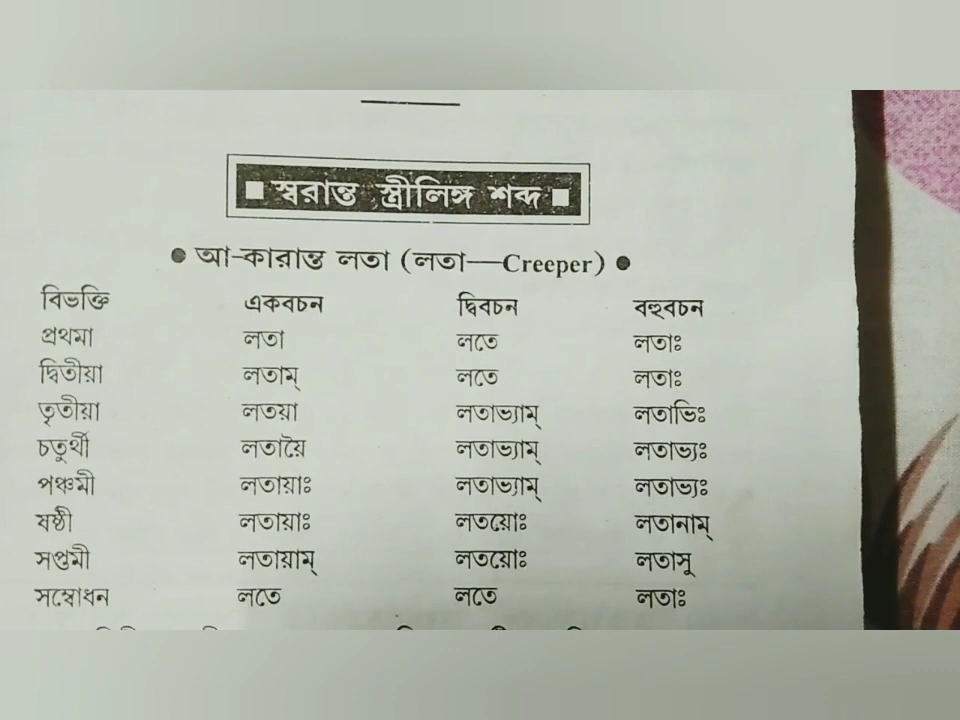 ■ স্বরান্ত স্ত্রীলিঙ্গ শব্দ ■
● আ-কারান্ত লতা (লতা—Creeper) ●
বিভক্তি একবচন দ্বিবচন বহুবচন
প্রথমা লতা লতে লতাঃ
দ্বিতীয়া লতাম্ লতে লতাঃ
তৃতীয়া লতয়া লতাভ্যাম্ লতাভিঃ
চতুর্থী লতায়ৈ লতাভ্যাম্ লতাভ্যঃ
পঞ্চমী লতায়াঃ লতাভ্যাম্ লতাভ্যঃ
ষষ্ঠী লতায়াঃ লতয়োঃ লতানাম্
সপ্তমী লতায়াম্ লতয়োঃ লতাসু
সম্বোধন লতে লতে লতাঃ